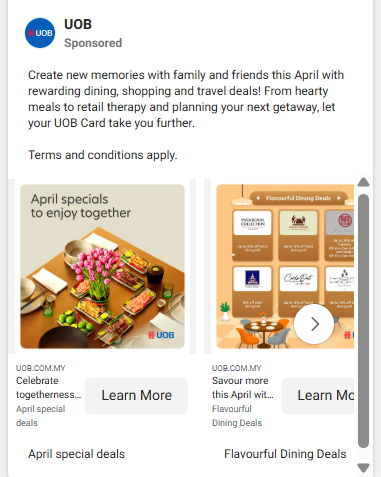 UOB
UOB
Sponsored
Create new memories with family and friends this April with
rewarding dining, shopping and travel deals! From hearty
meals to retail therapy and planning your next getaway, let
your UOB Card take you further.
Terms and conditions apply.
April specials
to enjoy together
UOB
Flavourful Dining Deals
PARKROYAL
COLLECTION
UOB
UOB.COM.MY
Celebrate
togetherness...
April special
deals
Learn More
UOB.COM.MY
Savour more
this April wit...
Flavourful
Dining Deals
Learn Mo
April special deals
Flavourful Dining Deals